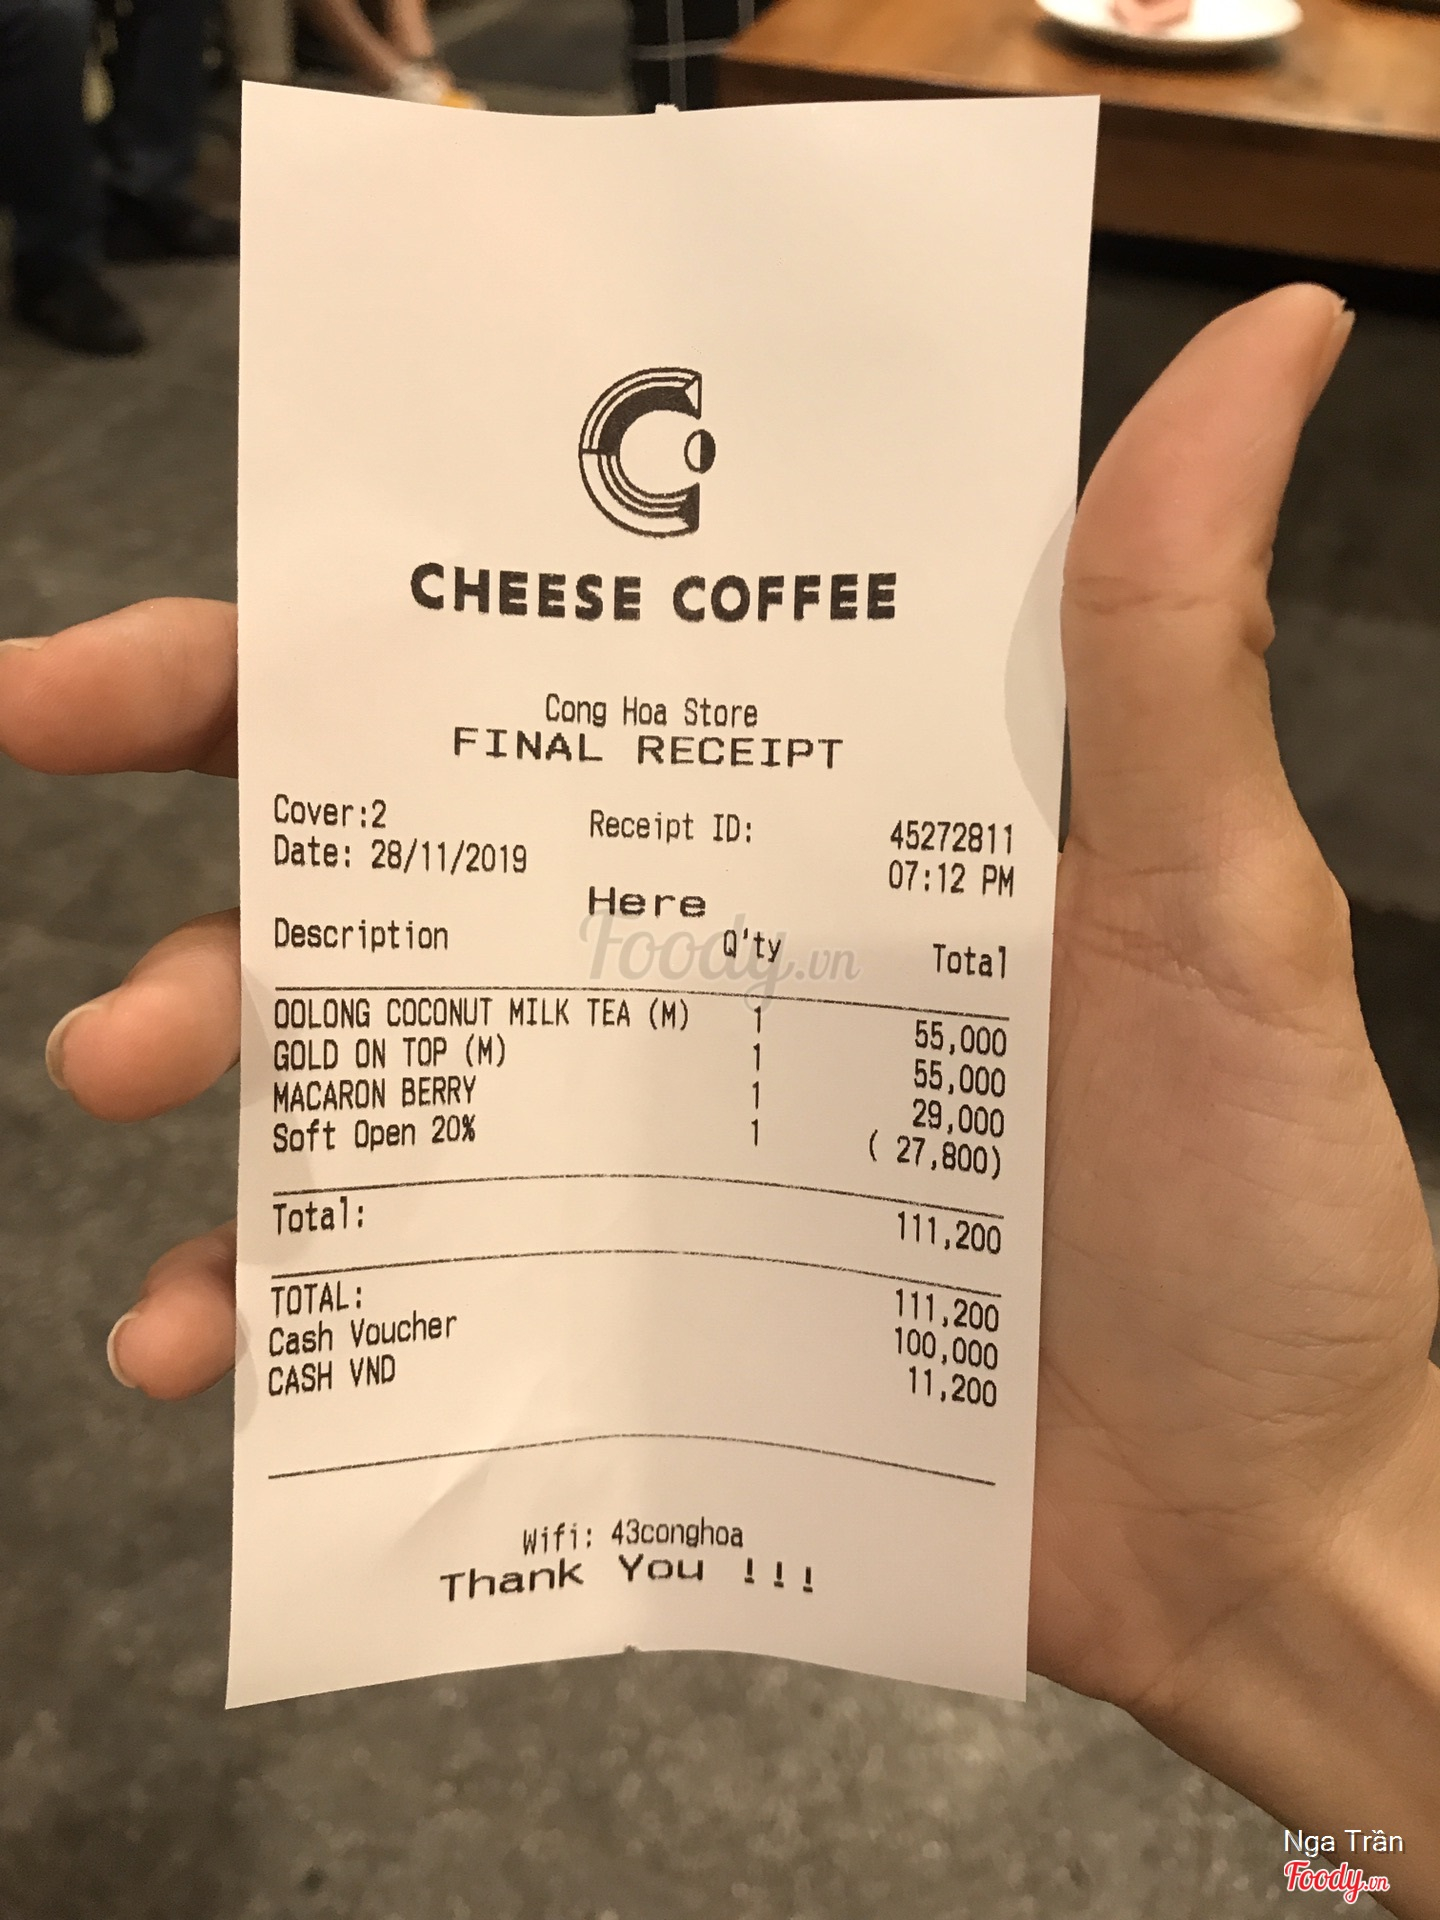 CHEESE COFFEE
Cong Hoa Store
FINAL RECEIPT
Cover:2 Receipt ID: 45272811
Date: 28/11/2019 07:12 PM
Here
Foody.vn
Description Q'ty Total
OOLONG COCONUT MILK TEA (M) 1 55,000
GOLD ON TOP (M) 1 55,000
MACARON BERRY 1 29,000
Soft Open 20% 1 ( 27,800)
Total: 111,200
TOTAL: 111,200
Cash Voucher 100,000
CASH VND 11,200
Wifi: 43conghoa
Thank You !!!
Nga Trần
Foody.vn